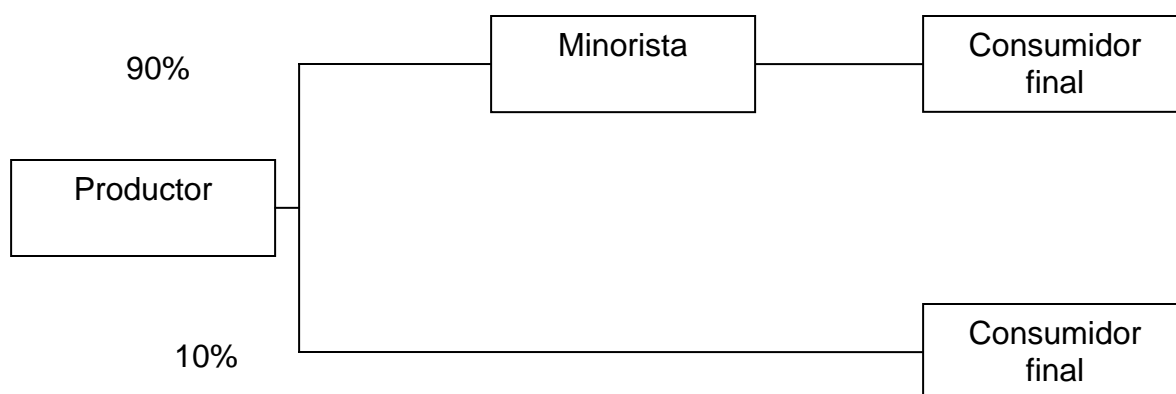 90%
Minorista
Consumidor
final
Productor
10%
Consumidor
final